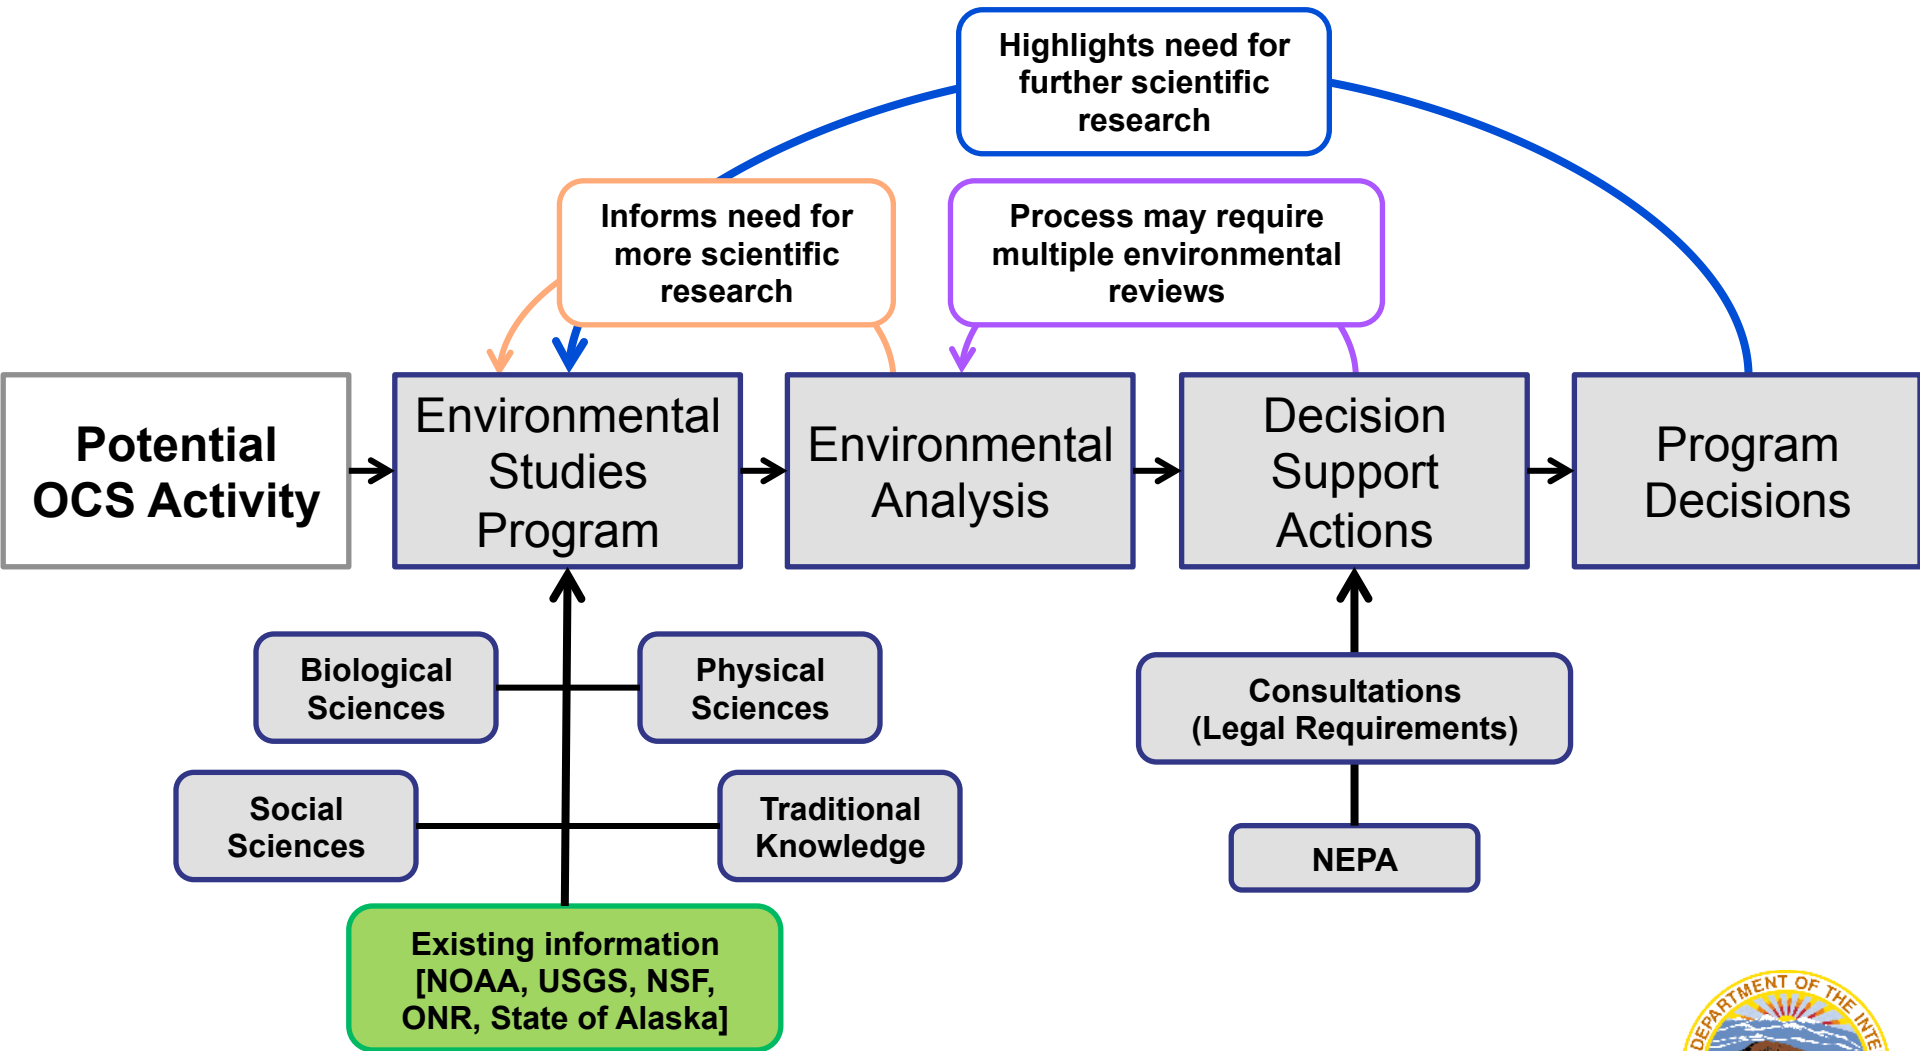 Highlights need for
further scientific
research
Informs need for
more scientific
research
Process may require
multiple environmental
reviews
Potential
OCS Activity
Environmental
Studies
Program
Environmental
Analysis
Decision
Support
Actions
Program
Decisions
Biological
Sciences
Physical
Sciences
Social
Sciences
Traditional
Knowledge
Existing information
[NOAA, USGS, NSF,
ONR, State of Alaska]
Consultations
(Legal Requirements)
NEPA
DEPARTMENT OF THE INTE